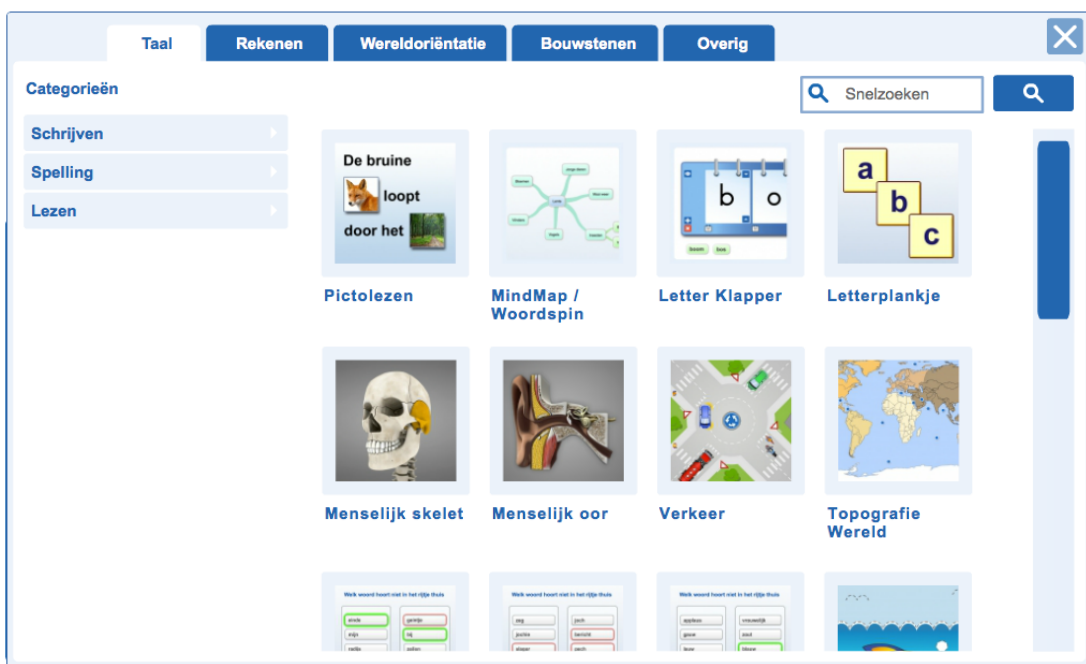 Taal
Rekenen
Wereldoriëntatie
Bouwstenen
Overig
Categorieën
Snelzoeken
Schrijven
Spelling
Lezen
De bruine
loopt
door het
b o
a
b
c
Pictolezen
MindMap /
Woordspin
Letter Klapper
Letterplankje
Menselijk skelet
Menselijk oor
Verkeer
Topografie
Wereld
Welk woord hoort niet in het rijtje thuis
Welk woord hoort niet in het rijtje thuis
Welk woord hoort niet in het rijtje thuis